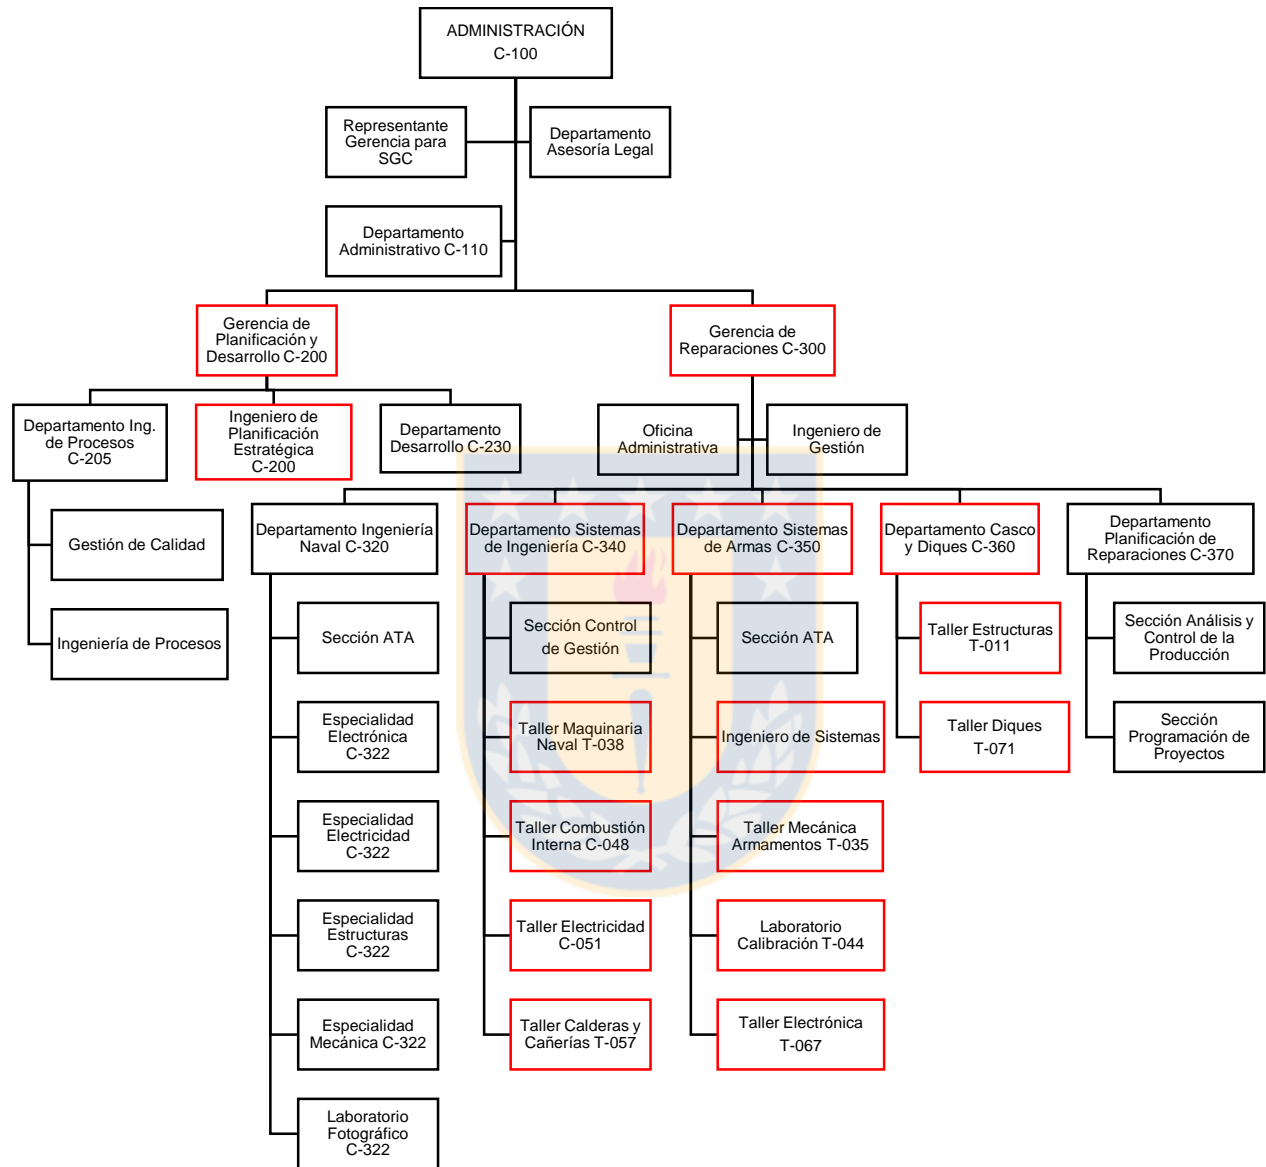 ADMINISTRACIÓN
C-100
Representante
Gerencia para
SGC
Departamento
Asesoría Legal
Departamento
Administrativo C-110
Gerencia de
Planificación y
Desarrollo C-200
Gerencia de
Reparaciones C-300
Departamento Ing.
de Procesos
C-205
Ingeniero de
Planificación
Estratégica
C-200
Departamento
Desarrollo C-230
Oficina
Administrativa
Ingeniero de
Gestión
Gestión de Calidad
Ingeniería de Procesos
Departamento Ingeniería
Naval C-320
Departamento Sistemas
de Ingeniería C-340
Departamento Sistemas
de Armas C-350
Departamento Casco
y Diques C-360
Departamento
Planificación de
Reparaciones C-370
Sección ATA
Especialidad
Electrónica
C-322
Especialidad
Electricidad
C-322
Especialidad
Estructuras
C-322
Especialidad
Mecánica C-322
Laboratorio
Fotográfico
C-322
Sección Control
de Gestión
Taller Maquinaria
Naval T-038
Taller Combustión
Interna C-048
Taller Electricidad
C-051
Taller Calderas y
Cañerías T-057
Sección ATA
Ingeniero de Sistemas
Taller Mecánica
Armamentos T-035
Laboratorio
Calibración T-044
Taller Electrónica
T-067
Taller Estructuras
T-011
Taller Diques
T-071
Sección Análisis y
Control de la
Producción
Sección
Programación de
Proyectos